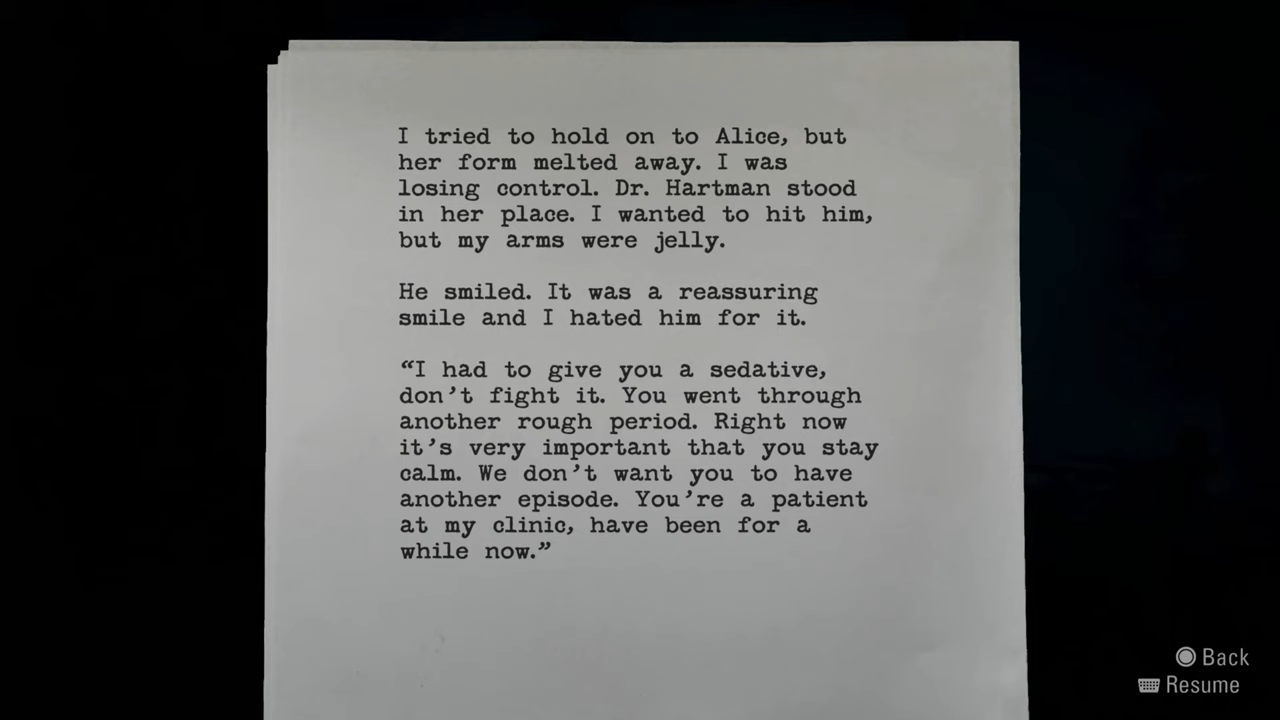 I tried to hold on to Alice, but
her form melted away. I was
losing control. Dr. Hartman stood
in her place. I wanted to hit him,
but my arms were jelly.
He smiled. It was a reassuring
smile and I hated him for it.
“I had to give you a sedative,
don’t fight it. You went through
another rough period. Right now
it’s very important that you stay
calm. We don’t want you to have
another episode. You’re a patient
at my clinic, have been for a
while now.”
Back
Resume